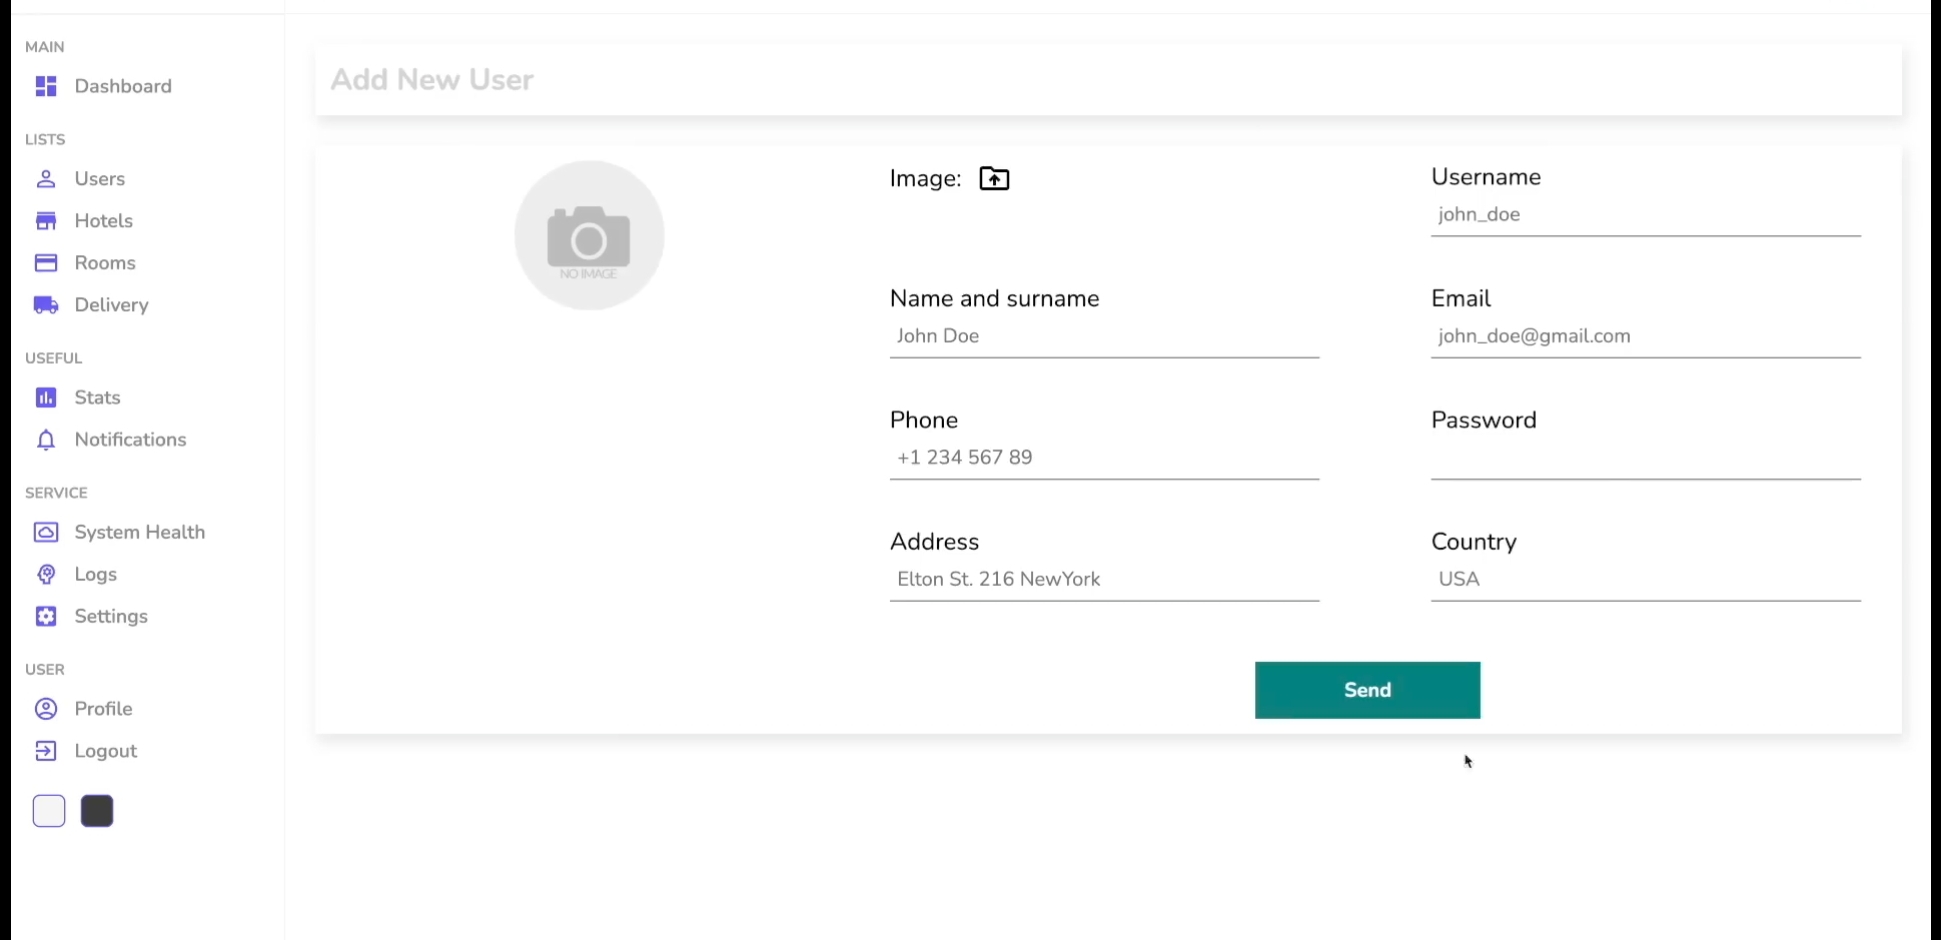 MAIN
Dashboard
LISTS
Users
Hotels
Rooms
Delivery
USEFUL
Stats
Notifications
SERVICE
System Health
Logs
Settings
USER
Profile
Logout
Add New User
NO IMAGE
Image:
Username
john_doe
Name and surname
John Doe
Email
john_doe@gmail.com
Phone
+1 234 567 89
Password
Address
Elton St. 216 NewYork
Country
USA
Send